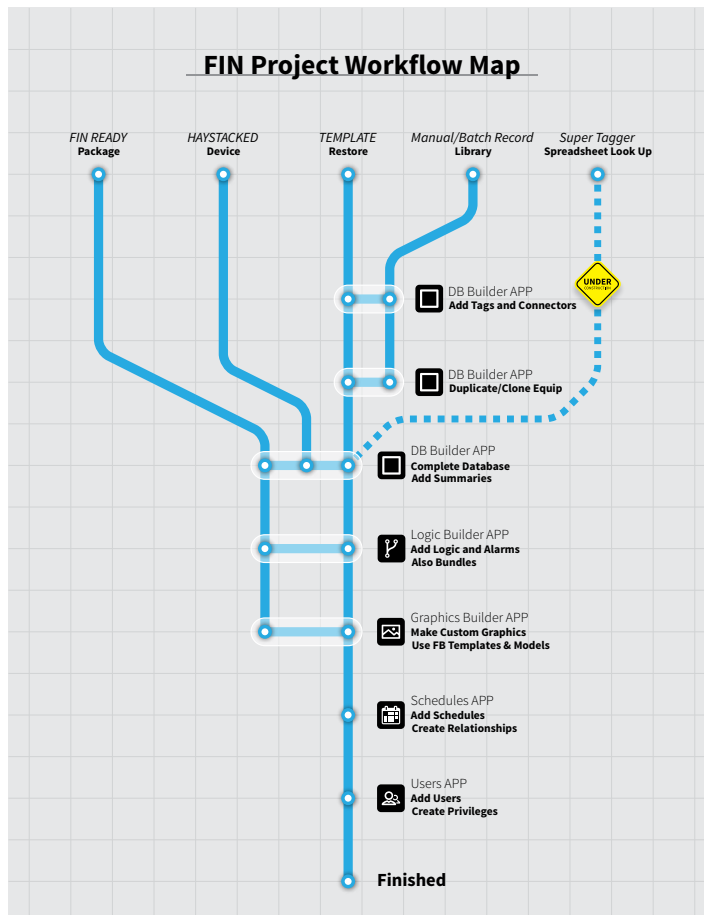 FIN Project Workflow Map
FIN READY
Package
HAYSTACKED
Device
TEMPLATE
Restore
Manual/Batch Record
Library
Super Tagger
Spreadsheet Look Up
UNDER
CONSTRUCTION
DB Builder APP
Add Tags and Connectors
DB Builder APP
Duplicate/Clone Equip
DB Builder APP
Complete Database
Add Summaries
Logic Builder APP
Add Logic and Alarms
Also Bundles
Graphics Builder APP
Make Custom Graphics
Use FB Templates & Models
Schedules APP
Add Schedules
Create Relationships
Users APP
Add Users
Create Privileges
Finished